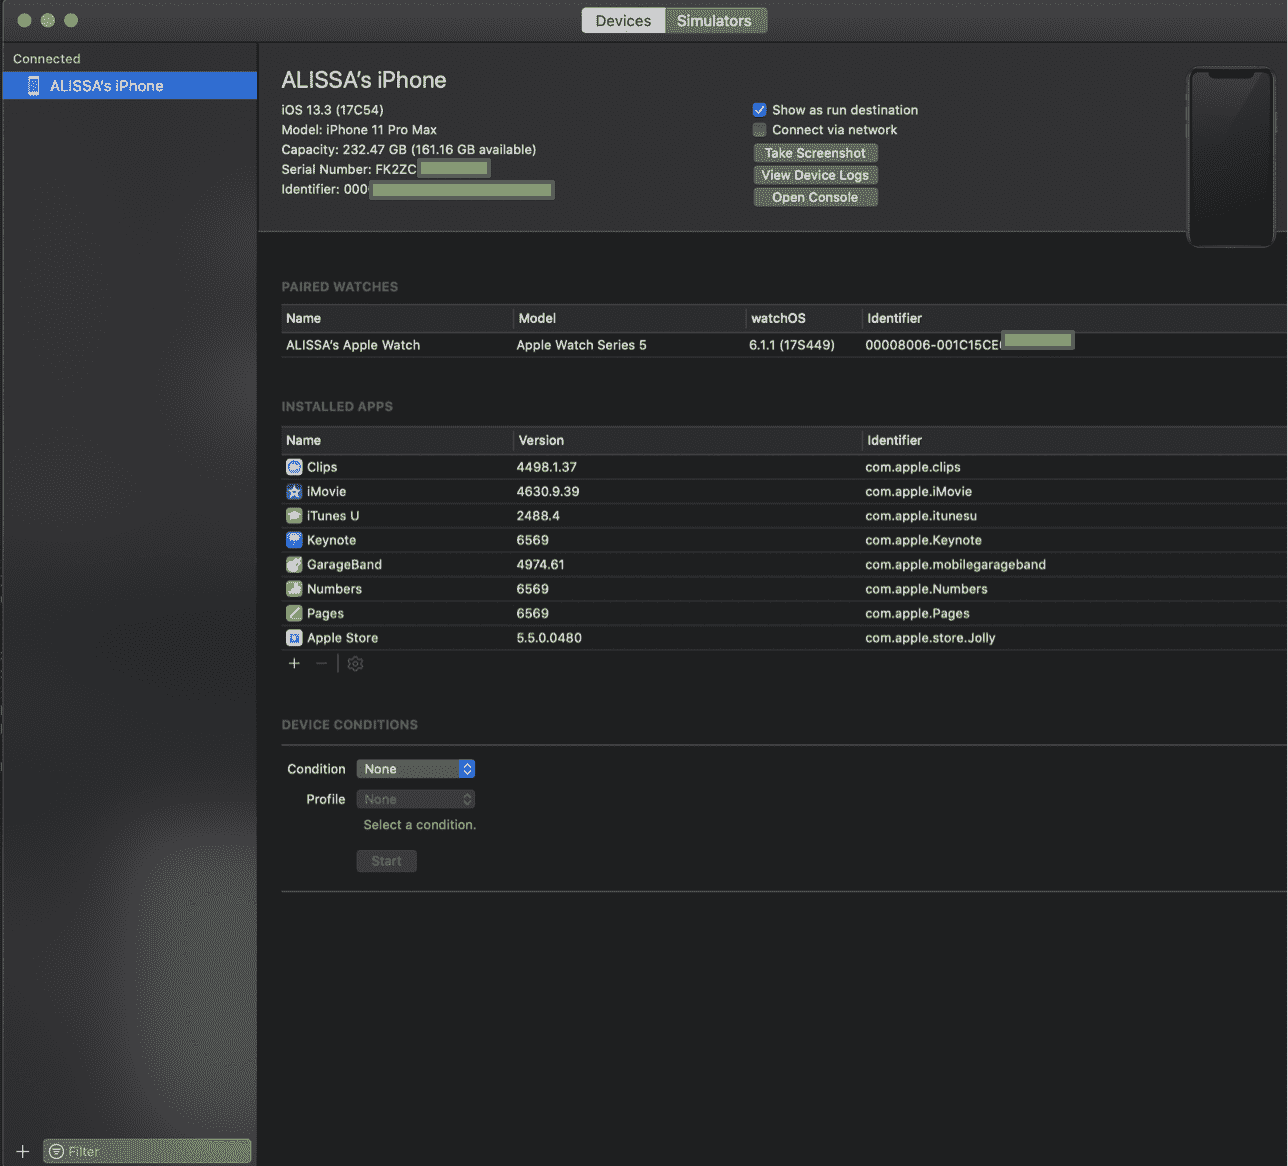 Devices Simulators
Connected
ALISSA's iPhone
ALISSA's iPhone
iOS 13.3 (17C54)
Model: iPhone 11 Pro Max
Capacity: 232.47 GB (161.16 GB available)
Serial Number: FK2ZC
Identifier: 000
Show as run destination
Connect via network
Take Screenshot
View Device Logs
Open Console
PAIRED WATCHES
Name Model watchOS Identifier
ALISSA's Apple Watch Apple Watch Series 5 6.1.1 (17S449) 00008006-001C15CE
INSTALLED APPS
Name Version Identifier
Clips 4498.1.37 com.apple.clips
iMovie 4630.9.39 com.apple.iMovie
iTunes U 2488.4 com.apple.itunesu
Keynote 6569 com.apple.Keynote
GarageBand 4974.61 com.apple.mobilegarageband
Numbers 6569 com.apple.Numbers
Pages 6569 com.apple.Pages
Apple Store 5.5.0.0480 com.apple.store.Jolly
DEVICE CONDITIONS
Condition None
Profile None
Select a condition.
Start
Filter